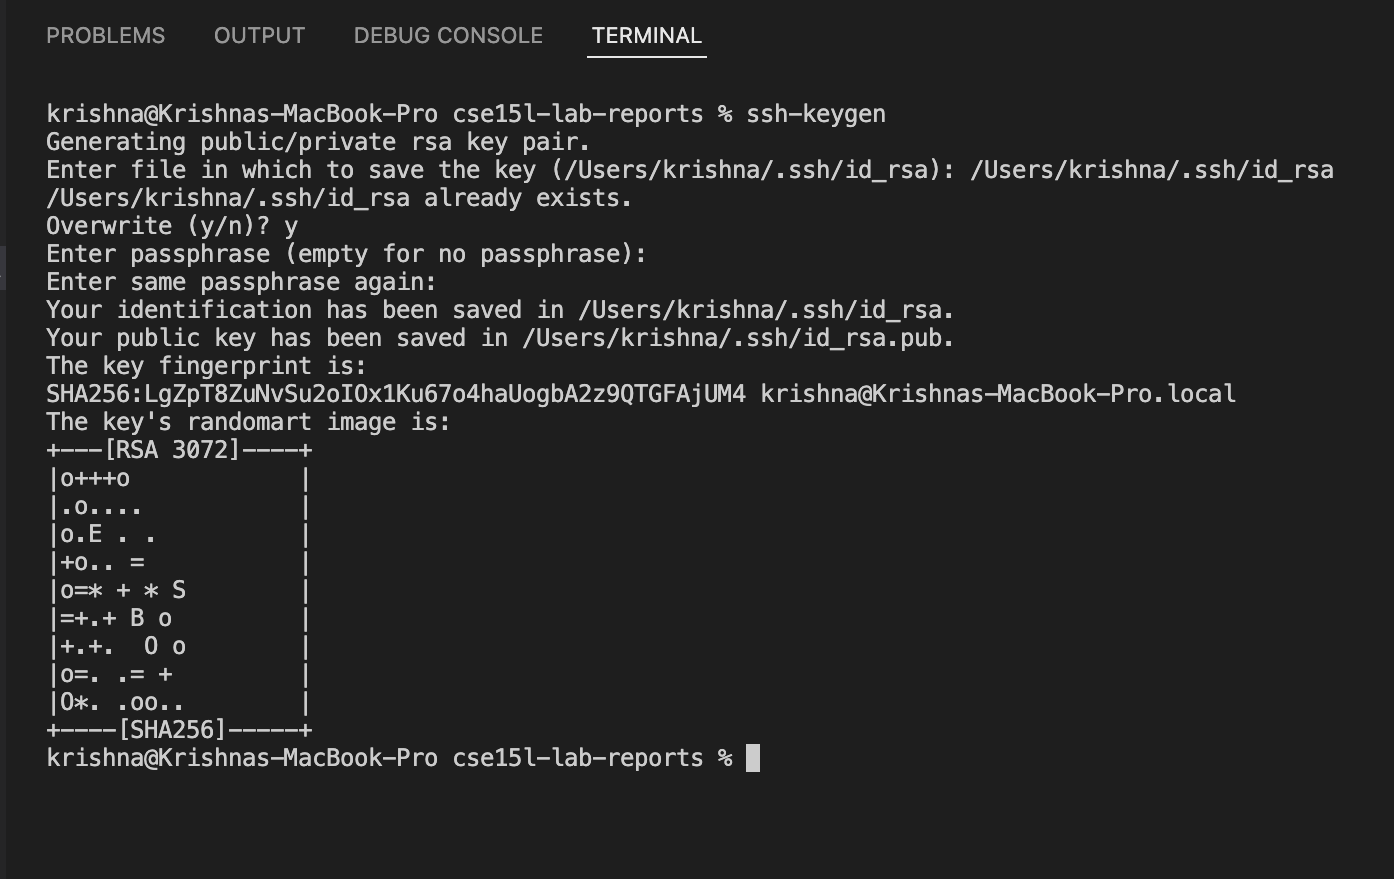 PROBLEMS OUTPUT DEBUG CONSOLE TERMINAL
krishna@Krishnas-MacBook-Pro cse15l-lab-reports % ssh-keygen
Generating public/private rsa key pair.
Enter file in which to save the key (/Users/krishna/.ssh/id_rsa): /Users/krishna/.ssh/id_rsa
/Users/krishna/.ssh/id_rsa already exists.
Overwrite (y/n)? y
Enter passphrase (empty for no passphrase):
Enter same passphrase again:
Your identification has been saved in /Users/krishna/.ssh/id_rsa.
Your public key has been saved in /Users/krishna/.ssh/id_rsa.pub.
The key fingerprint is:
SHA256:LgZpT8ZuNvSu2oIOx1Ku67o4haUogbA2z9QTGFAjUM4 krishna@Krishnas-MacBook-Pro.local
The key's randomart image is:
+---[RSA 3072]----+
|o+++o            |
|.o....           |
|o.E . .          |
|+o.. =           |
|o=* + * S        |
|=+.+ B o         |
|+.+.  O o        |
|o=. .= +         |
|O*. .oo..        |
+----[SHA256]-----+
krishna@Krishnas-MacBook-Pro cse15l-lab-reports %